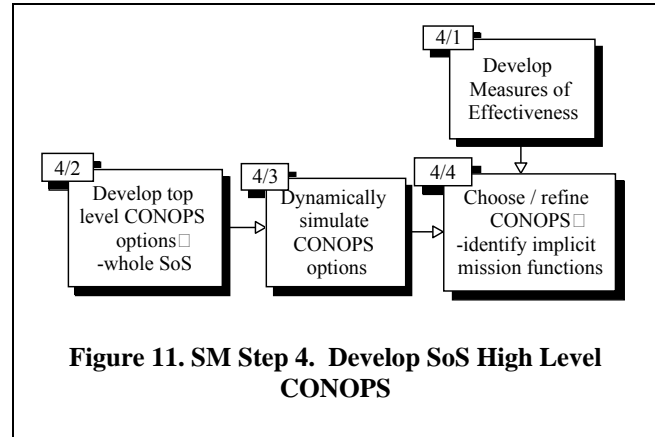 4/1
Develop
Measures of
Effectiveness
4/2
Develop top
level CONOPS
options□
-whole SoS
4/3
Dynamically
simulate
CONOPS
options
4/4
Choose / refine
CONOPS□
-identify implicit
mission functions
Figure 11. SM Step 4. Develop SoS High Level
CONOPS